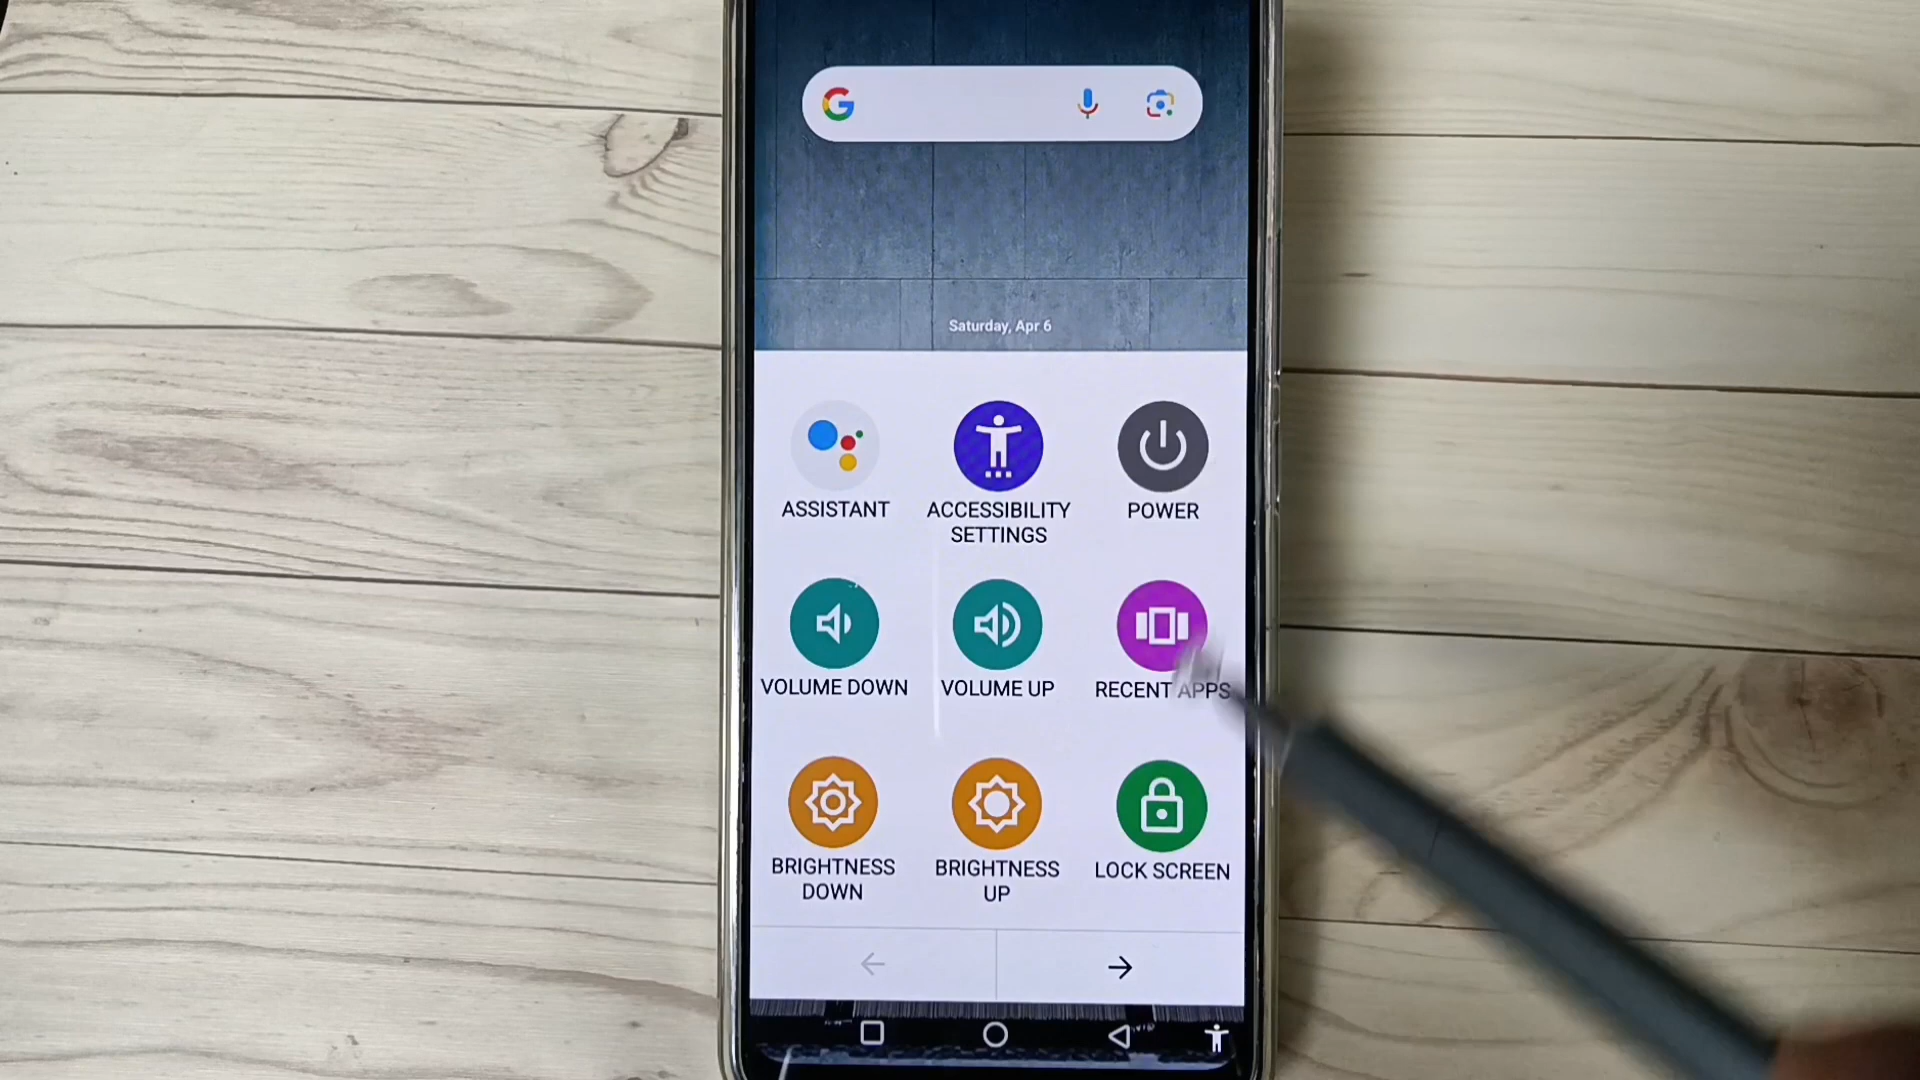 Saturday, Apr 6
ASSISTANT
ACCESSIBILITY
SETTINGS
POWER
VOLUME DOWN
VOLUME UP
RECENT APPS
BRIGHTNESS
DOWN
BRIGHTNESS
UP
LOCK SCREEN